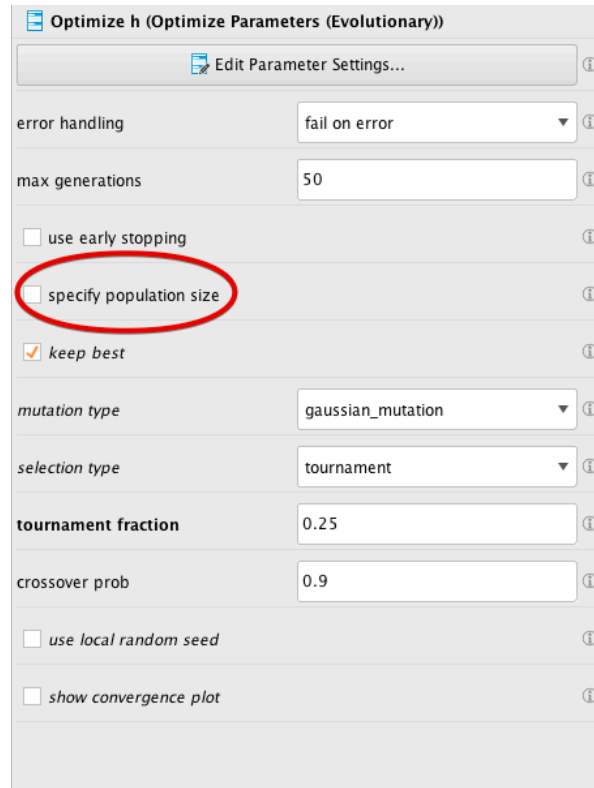 Optimize h (Optimize Parameters (Evolutionary))
Edit Parameter Settings...
error handling fail on error
max generations 50
use early stopping
specify population size
keep best
mutation type gaussian_mutation
selection type tournament
tournament fraction 0.25
crossover prob 0.9
use local random seed
show convergence plot